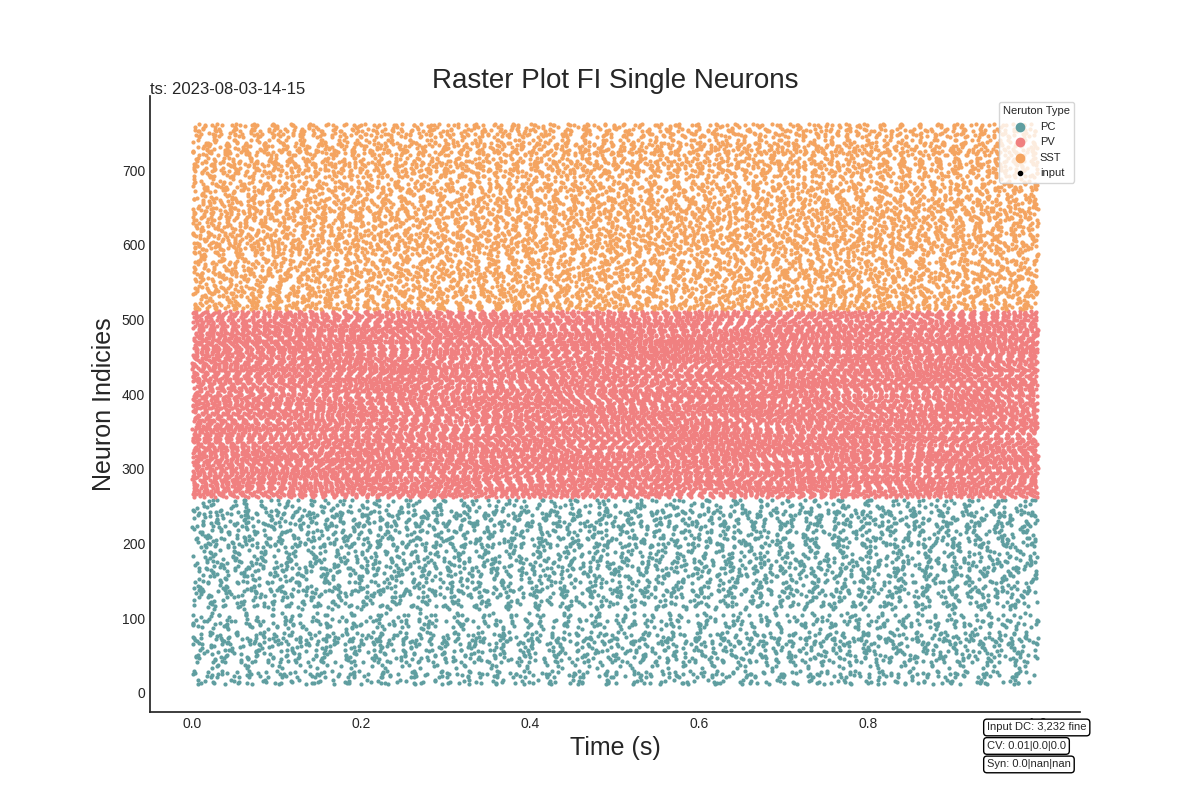 Raster Plot FI Single Neurons
ts: 2023-08-03-14-15
Neruton Type
PC
PV
SST
input
Neuron Indicies
700
600
500
400
300
200
100
0
0.0 0.2 0.4 0.6 0.8
Time (s)
Input DC: 3,232 fine
CV: 0.01|0.0|0.0
Syn: 0.0|nan|nan